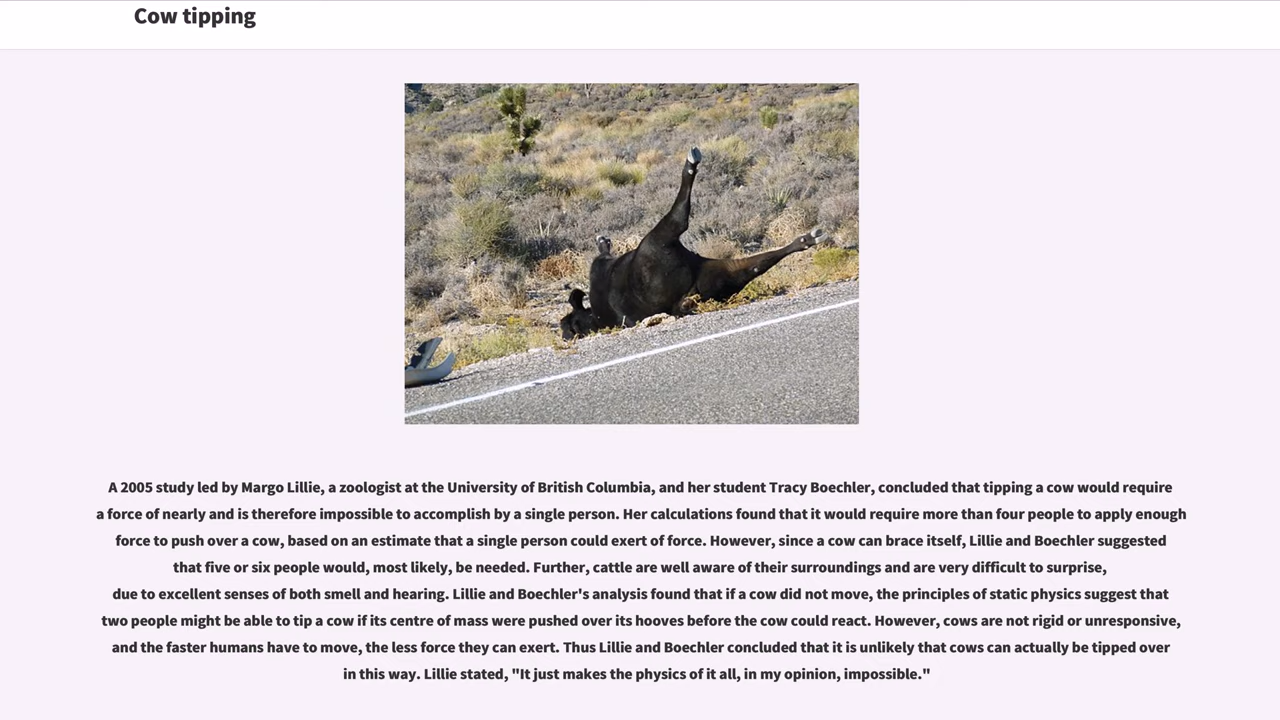 Cow tipping
A 2005 study led by Margo Lillie, a zoologist at the University of British Columbia, and her student Tracy Boechler, concluded that tipping a cow would require
a force of nearly and is therefore impossible to accomplish by a single person. Her calculations found that it would require more than four people to apply enough
force to push over a cow, based on an estimate that a single person could exert of force. However, since a cow can brace itself, Lillie and Boechler suggested
that five or six people would, most likely, be needed. Further, cattle are well aware of their surroundings and are very difficult to surprise,
due to excellent senses of both smell and hearing. Lillie and Boechler's analysis found that if a cow did not move, the principles of static physics suggest that
two people might be able to tip a cow if its centre of mass were pushed over its hooves before the cow could react. However, cows are not rigid or unresponsive,
and the faster humans have to move, the less force they can exert. Thus Lillie and Boechler concluded that it is unlikely that cows can actually be tipped over
in this way. Lillie stated, "It just makes the physics of it all, in my opinion, impossible."